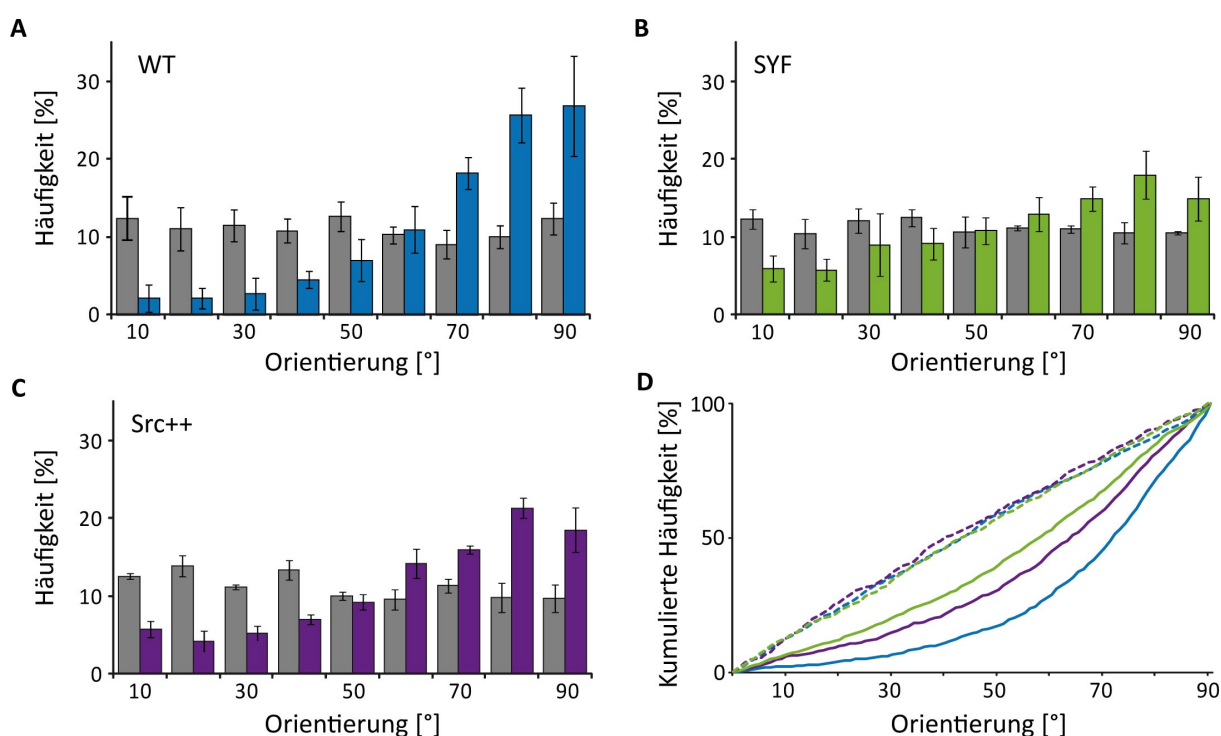 A
WT
Häufigkeit [%]
30
20
10
0
10 30 50 70 90
Orientierung [°]
B
SYF
Häufigkeit [%]
30
20
10
0
10 30 50 70 90
Orientierung [°]
C
Src++
Häufigkeit [%]
30
20
10
0
10 30 50 70 90
Orientierung [°]
D
Kumulierte Häufigkeit [%]
100
50
0
10 30 50 70 90
Orientierung [°]